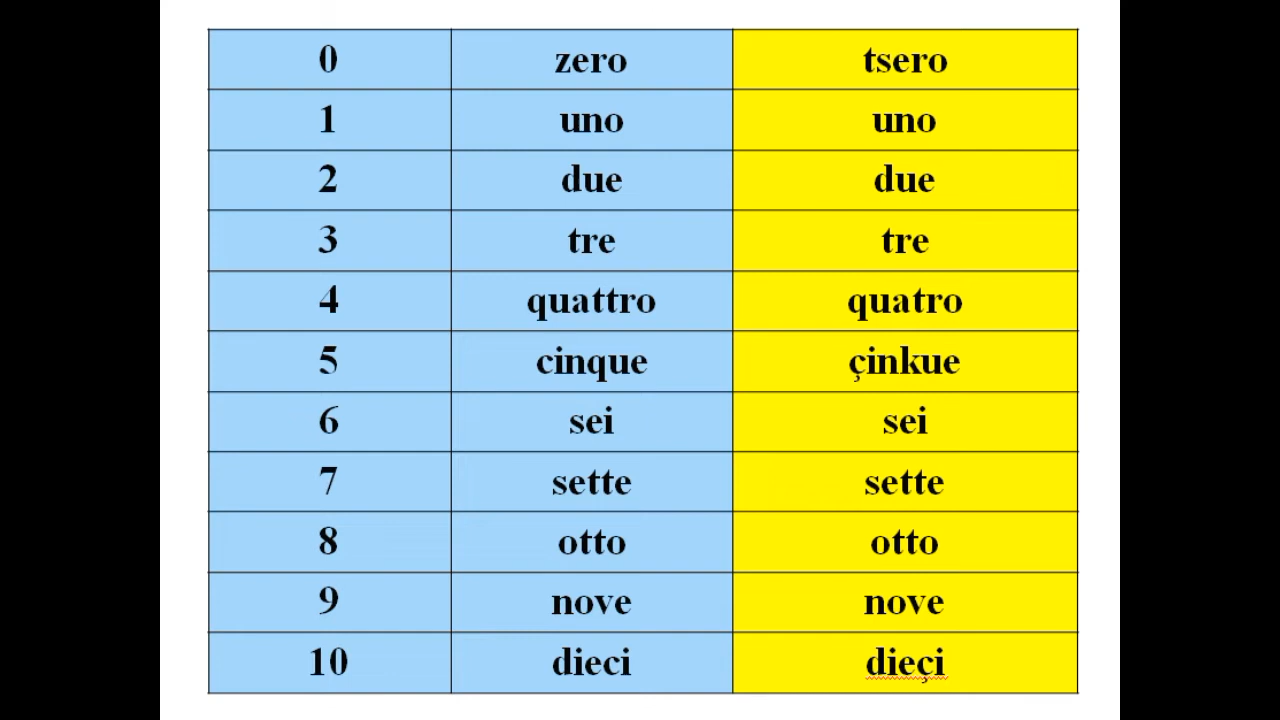 0 zero tsero
1 uno uno
2 due due
3 tre tre
4 quattro quatro
5 cinque çinkue
6 sei sei
7 sette sette
8 otto otto
9 nove nove
10 dieci dieçi